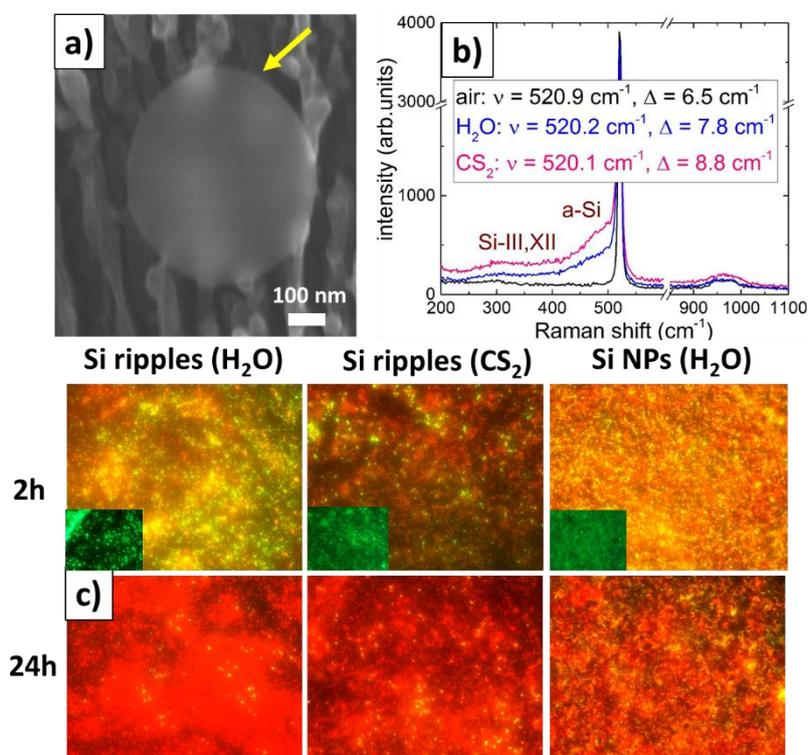 a)
100 nm
b)
4000
3000
1000
0
intensity (arb.units)
air: ν = 520.9 cm⁻¹, Δ = 6.5 cm⁻¹
H₂O: ν = 520.2 cm⁻¹, Δ = 7.8 cm⁻¹
CS₂: ν = 520.1 cm⁻¹, Δ = 8.8 cm⁻¹
a-Si
Si-III,XII
200 300 400 500 900 1000 1100
Raman shift (cm⁻¹)
Si ripples (H₂O) Si ripples (CS₂) Si NPs (H₂O)
2h
c)
24h